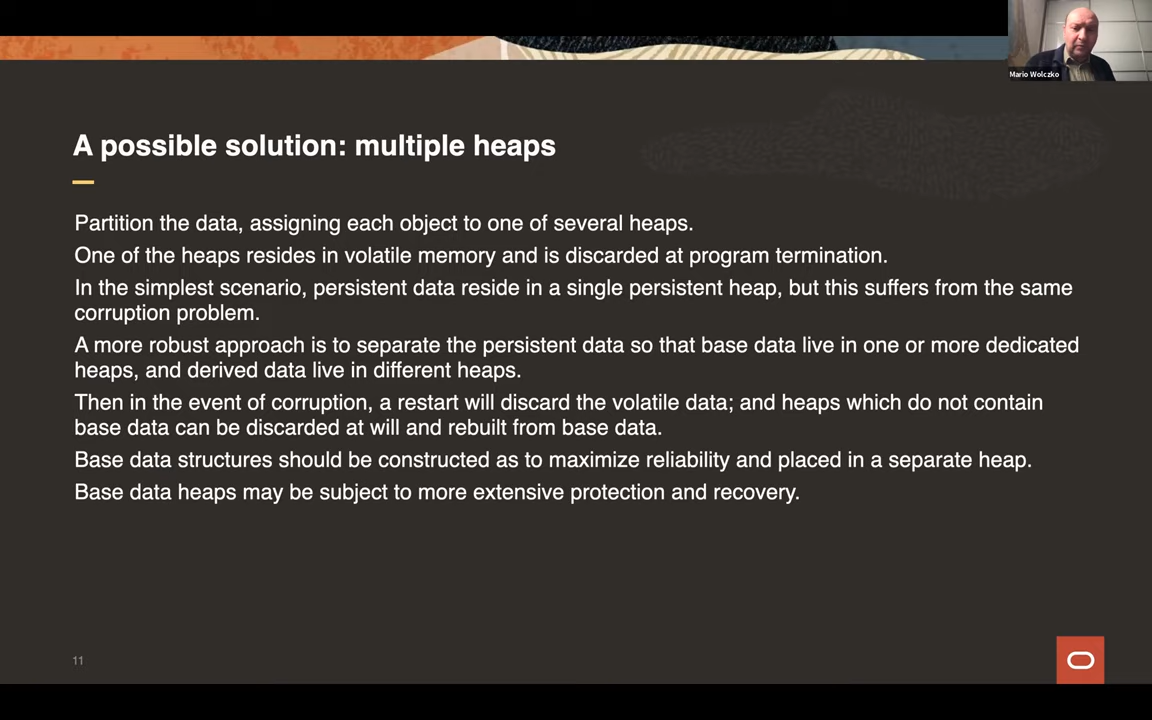 Mario Wolczko
A possible solution: multiple heaps
Partition the data, assigning each object to one of several heaps.
One of the heaps resides in volatile memory and is discarded at program termination.
In the simplest scenario, persistent data reside in a single persistent heap, but this suffers from the same
corruption problem.
A more robust approach is to separate the persistent data so that base data live in one or more dedicated
heaps, and derived data live in different heaps.
Then in the event of corruption, a restart will discard the volatile data; and heaps which do not contain
base data can be discarded at will and rebuilt from base data.
Base data structures should be constructed as to maximize reliability and placed in a separate heap.
Base data heaps may be subject to more extensive protection and recovery.
11